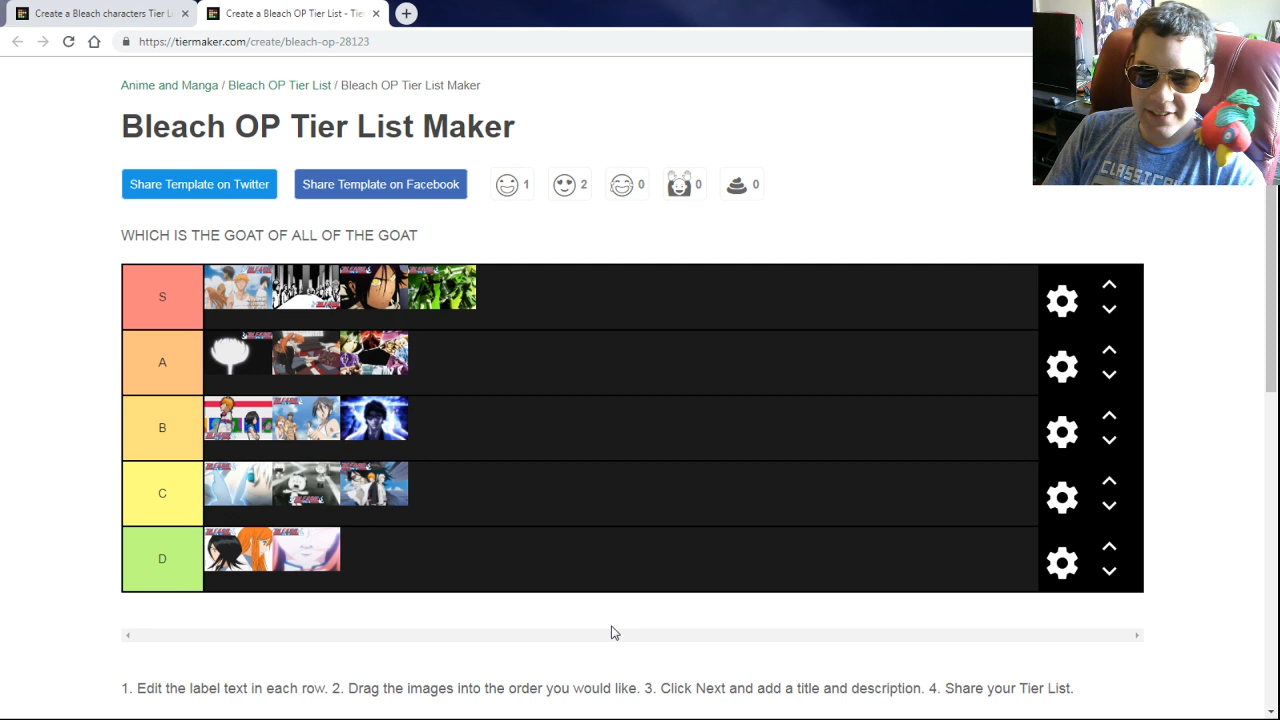 Create a Bleach characters Tier Li
Create a Bleach OP Tier List - Tie
https://tiermaker.com/create/bleach-op-28123
Anime and Manga / Bleach OP Tier List / Bleach OP Tier List Maker
Bleach OP Tier List Maker
Share Template on Twitter
Share Template on Facebook
1
2
0
0
0
WHICH IS THE GOAT OF ALL OF THE GOAT
S
A
B
C
D
1. Edit the label text in each row. 2. Drag the images into the order you would like. 3. Click Next and add a title and description. 4. Share your Tier List.